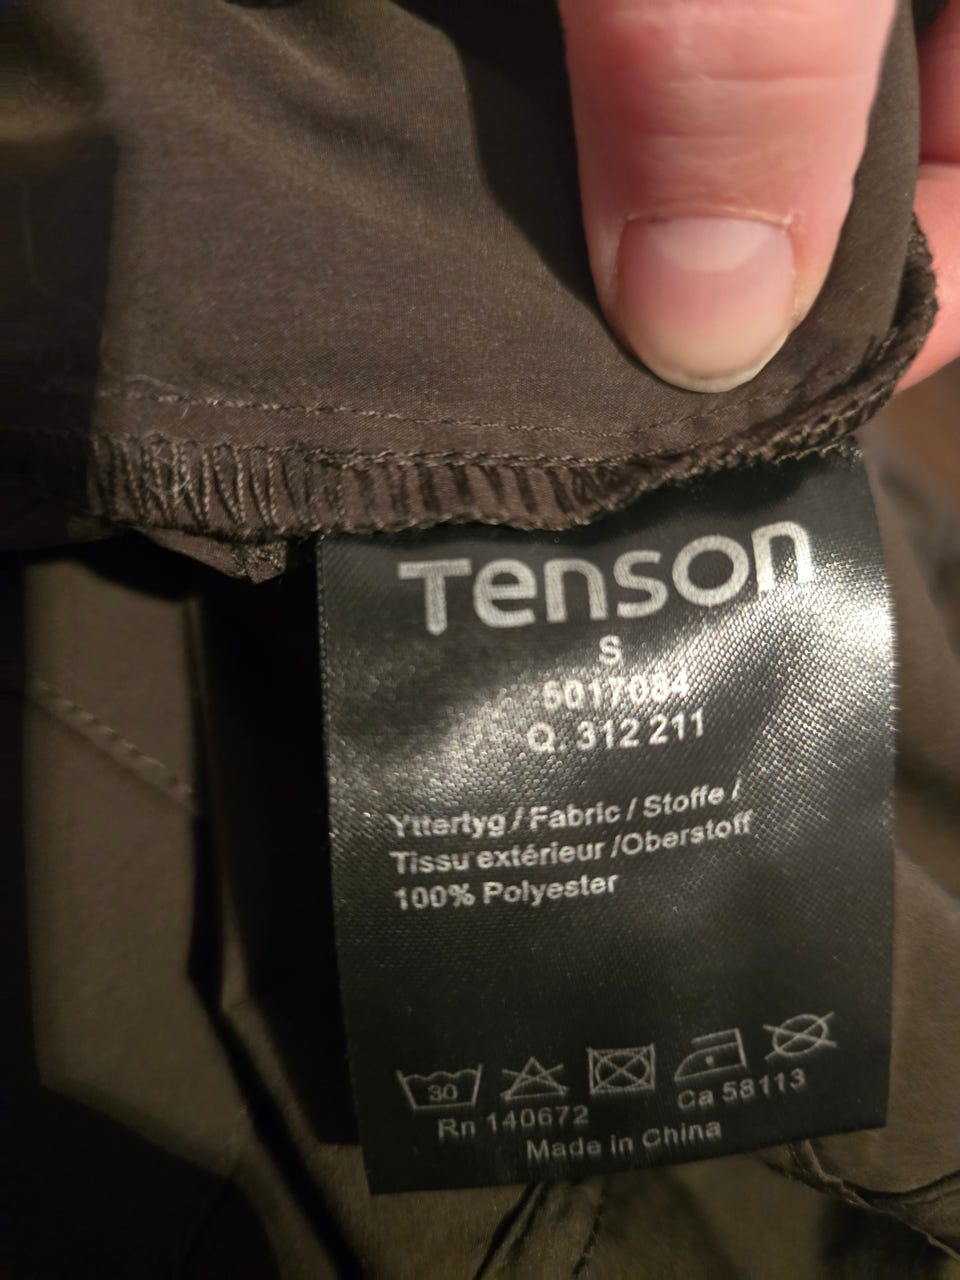 Tenson
S
5017084
Q. 312 211
Yttertyg / Fabric / Stoffe /
Tissu extérieur /Oberstoff
100% Polyester
30
Rn 140672
Ca 58113
Made in China